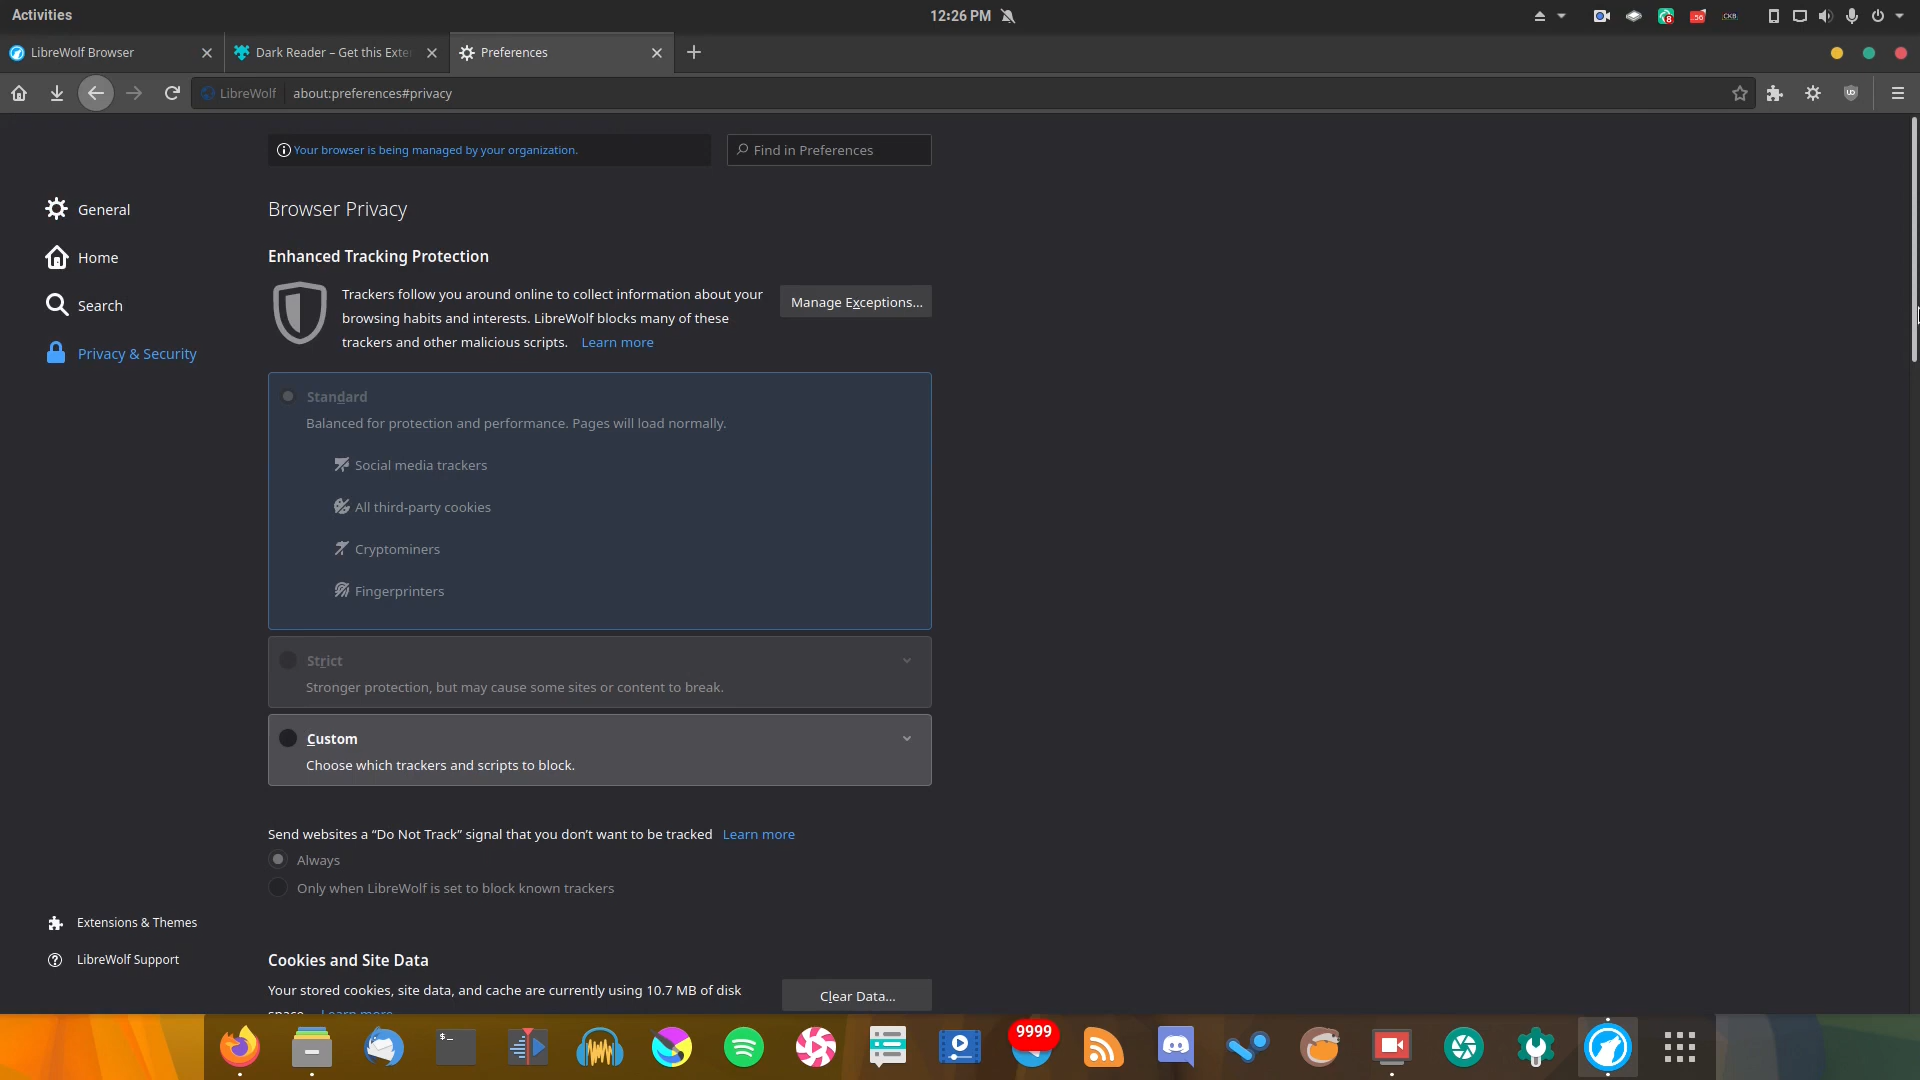 Activities
12:26 PM
LibreWolf Browser
Dark Reader – Get this Exte
Preferences
LibreWolf
about:preferences#privacy
Your browser is being managed by your organization.
Find in Preferences
General
Home
Search
Privacy & Security
Browser Privacy
Enhanced Tracking Protection
Trackers follow you around online to collect information about your
browsing habits and interests. LibreWolf blocks many of these
trackers and other malicious scripts. Learn more
Manage Exceptions...
Standard
Balanced for protection and performance. Pages will load normally.
Social media trackers
All third-party cookies
Cryptominers
Fingerprinters
Strict
Stronger protection, but may cause some sites or content to break.
Custom
Choose which trackers and scripts to block.
Send websites a “Do Not Track” signal that you don’t want to be tracked Learn more
Always
Only when LibreWolf is set to block known trackers
Extensions & Themes
LibreWolf Support
Cookies and Site Data
Your stored cookies, site data, and cache are currently using 10.7 MB of disk
space. Learn more
Clear Data...
9999